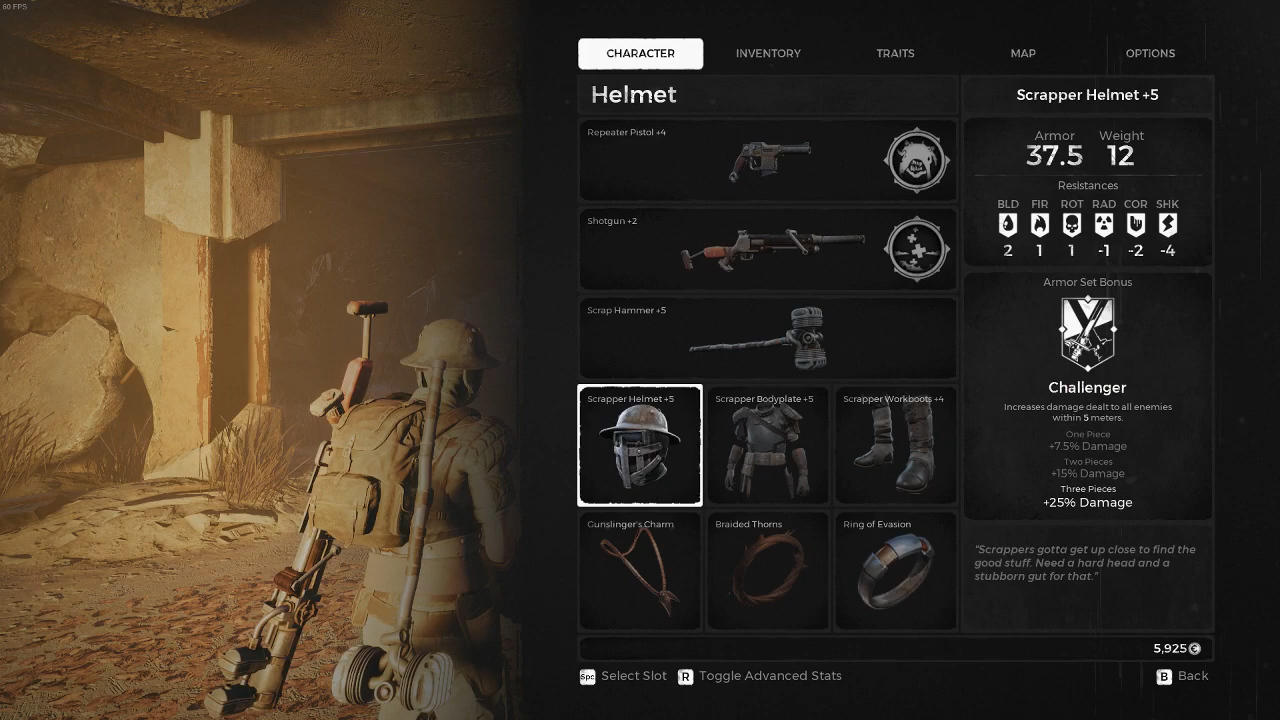 60 FPS
CHARACTER
INVENTORY
TRAITS
MAP
OPTIONS
Helmet
Scrapper Helmet +5
Repeater Pistol +4
Armor Weight
37.5 12
Resistances
BLD FIR ROT RAD COR SHK
2 1 1 -1 -2 -4
Shotgun +2
Armor Set Bonus
Scrap Hammer +5
Challenger
Increases damage dealt to all enemies
within 5 meters.
One Piece
+7.5% Damage
Two Pieces
+15% Damage
Three Pieces
+25% Damage
Scrapper Helmet +5
Scrapper Bodyplate +5
Scrapper Workboots +4
Gunslinger's Charm
Braided Thorns
Ring of Evasion
"Scrappers gotta get up close to find the
good stuff. Need a hard head and a
stubborn gut for that."
5,925
Spc Select Slot
R Toggle Advanced Stats
B Back